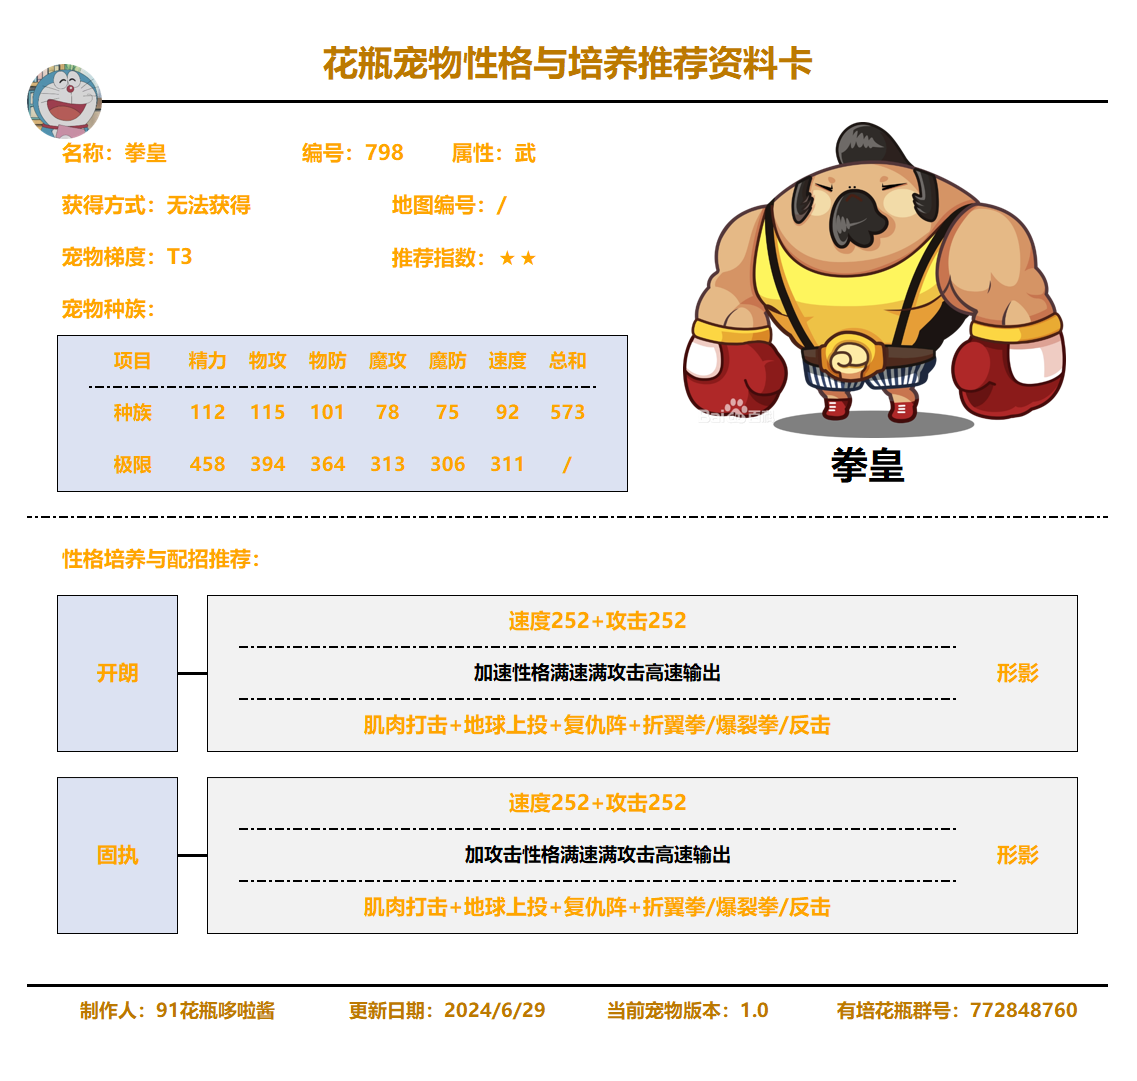 花瓶宠物性格与培养推荐资料卡
名称：拳皇 编号：798 属性：武
获得方式：无法获得 地图编号：/
宠物梯度：T3 推荐指数：★★
宠物种族：
项目 精力 物攻 物防 魔攻 魔防 速度 总和
种族 112 115 101 78 75 92 573
极限 458 394 364 313 306 311 /
Bai 百科
拳皇
性格培养与配招推荐：
速度252+攻击252
开朗 加速性格满速满攻击高速输出 形影
肌肉打击+地球上投+复仇阵+折翼拳/爆裂拳/反击
速度252+攻击252
固执 加攻击性格满速满攻击高速输出 形影
肌肉打击+地球上投+复仇阵+折翼拳/爆裂拳/反击
制作人：91花瓶哆啦酱 更新日期：2024/6/29 当前宠物版本：1.0 有培花瓶群号：772848760